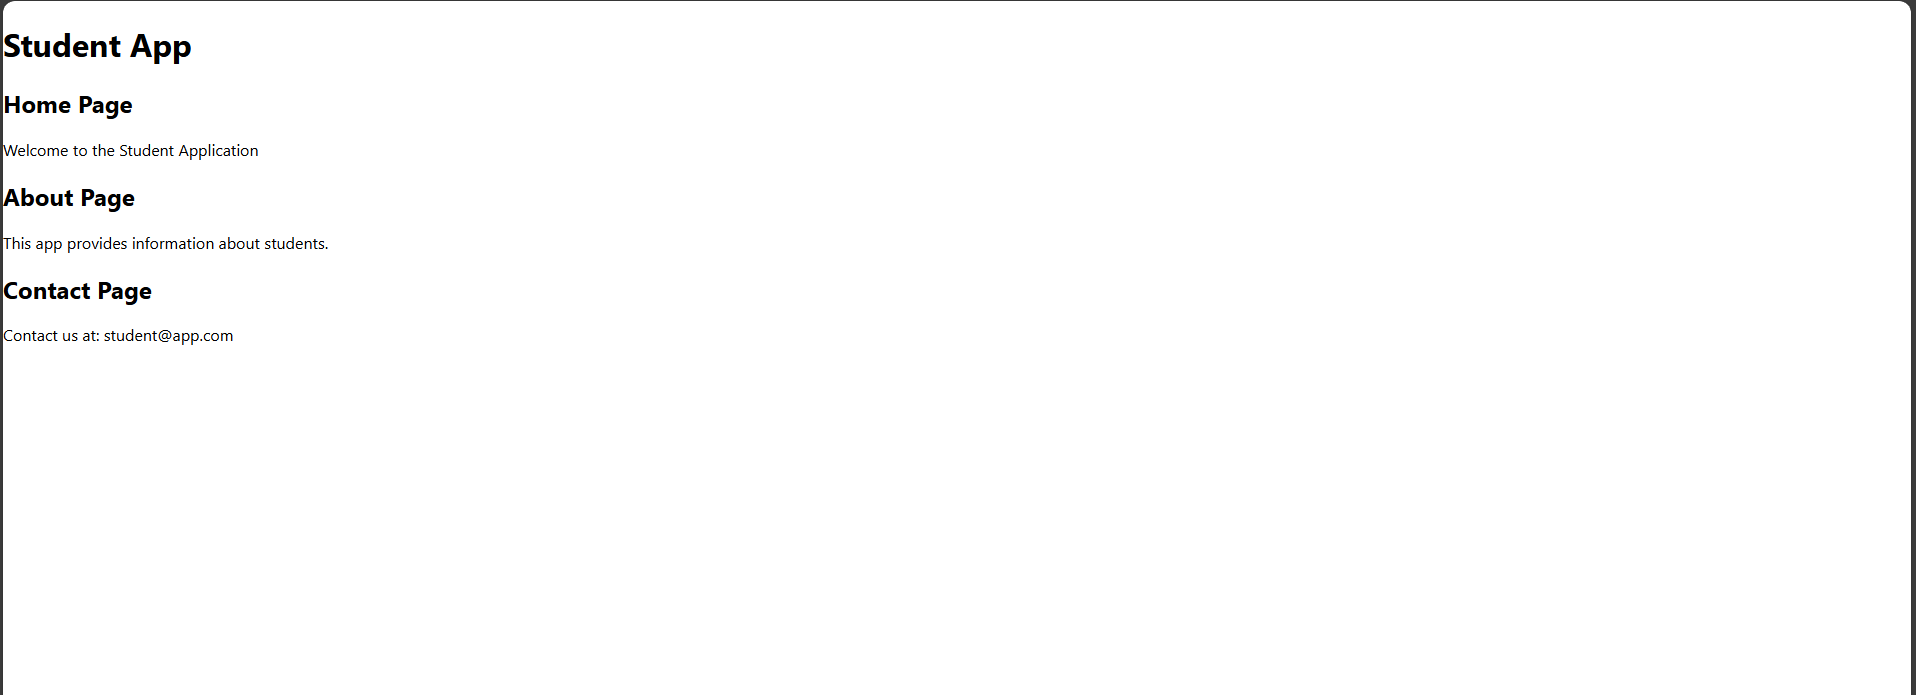 Student App
Home Page
Welcome to the Student Application
About Page
This app provides information about students.
Contact Page
Contact us at: student@app.com